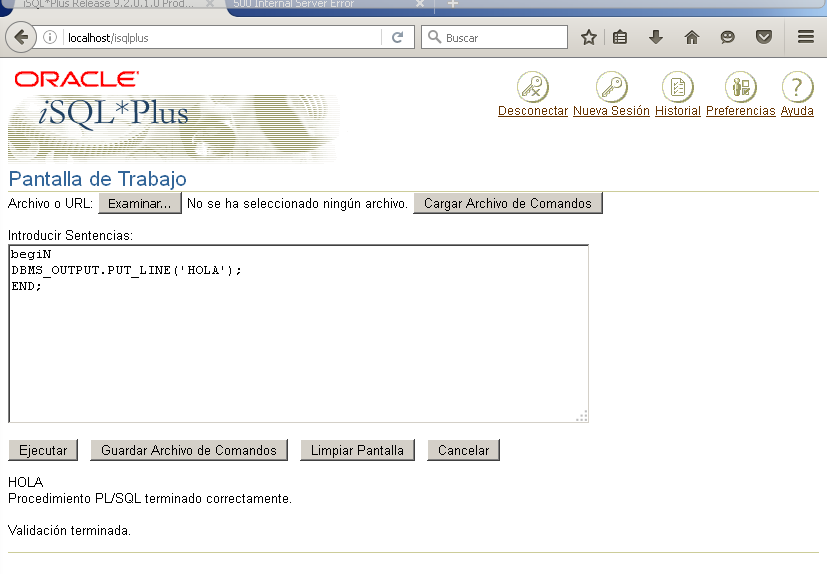 iSQL*Plus Release 9.2.0.1.0 Prod...
500 Internal Server Error
localhost/isqlplus
Buscar
ORACLE
iSQL*Plus
Desconectar Nueva Sesión Historial Preferencias Ayuda
Pantalla de Trabajo
Archivo o URL: Examinar... No se ha seleccionado ningún archivo. Cargar Archivo de Comandos
Introducir Sentencias:
begiN
DBMS_OUTPUT.PUT_LINE('HOLA');
END;
Ejecutar Guardar Archivo de Comandos Limpiar Pantalla Cancelar
HOLA
Procedimiento PL/SQL terminado correctamente.
Validación terminada.